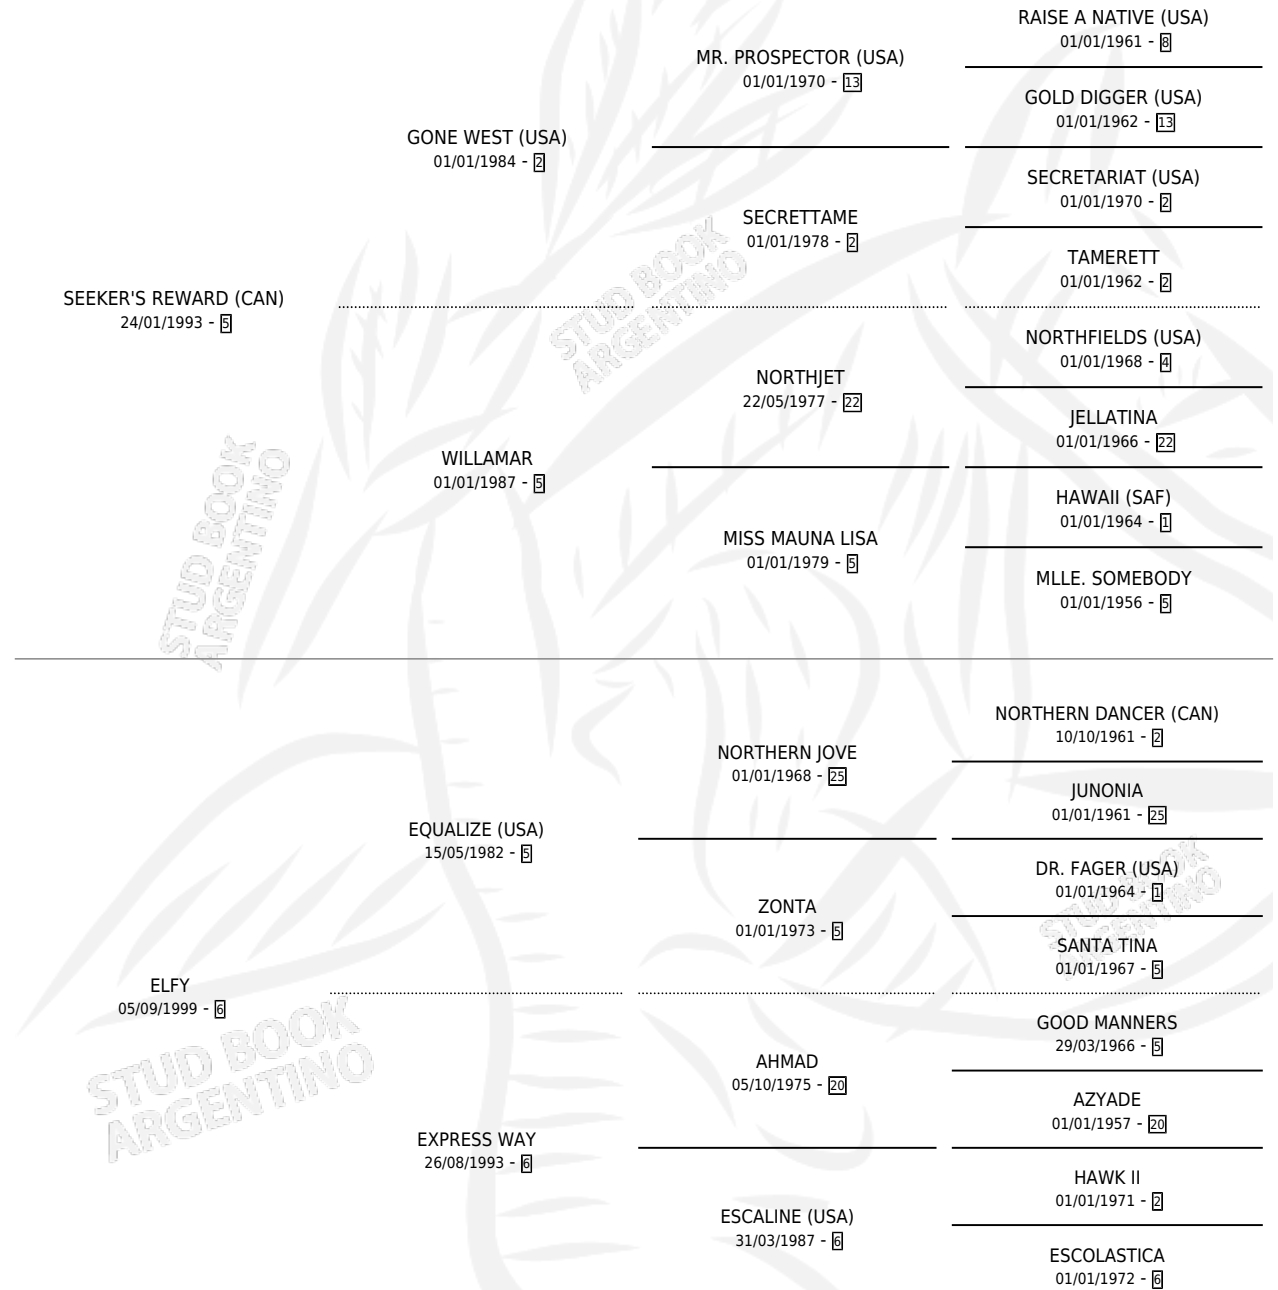 RAISE A NATIVE (USA)
01/01/1961 - 8
MR. PROSPECTOR (USA)
01/01/1970 - 13
GOLD DIGGER (USA)
01/01/1962 - 13
GONE WEST (USA)
01/01/1984 - 2
SECRETARIAT (USA)
01/01/1970 - 2
SECRETTAME
01/01/1978 - 2
TAMERETT
01/01/1962 - 2
SEEKER'S REWARD (CAN)
24/01/1993 - 5
NORTHFIELDS (USA)
01/01/1968 - 4
NORTHJET
22/05/1977 - 22
JELLATINA
01/01/1966 - 22
WILLAMAR
01/01/1987 - 5
HAWAII (SAF)
01/01/1964 - 1
MISS MAUNA LISA
01/01/1979 - 5
MLLE. SOMEBODY
01/01/1956 - 5
NORTHERN DANCER (CAN)
10/10/1961 - 2
NORTHERN JOVE
01/01/1968 - 25
JUNONIA
01/01/1961 - 25
EQUALIZE (USA)
15/05/1982 - 5
DR. FAGER (USA)
01/01/1964 - 1
ZONTA
01/01/1973 - 5
SANTA TINA
01/01/1967 - 5
ELFY
05/09/1999 - 6
GOOD MANNERS
29/03/1966 - 5
AHMAD
05/10/1975 - 20
AZYADE
01/01/1957 - 20
EXPRESS WAY
26/08/1993 - 6
HAWK II
01/01/1971 - 2
ESCALINE (USA)
31/03/1987 - 6
ESCOLASTICA
01/01/1972 - 6
STUD BOOK
ARGENTINO
STUD BOOK
ARGENTINO
STUD BOOK
ARGENTINO
STUD BOOK
ARGENTINO